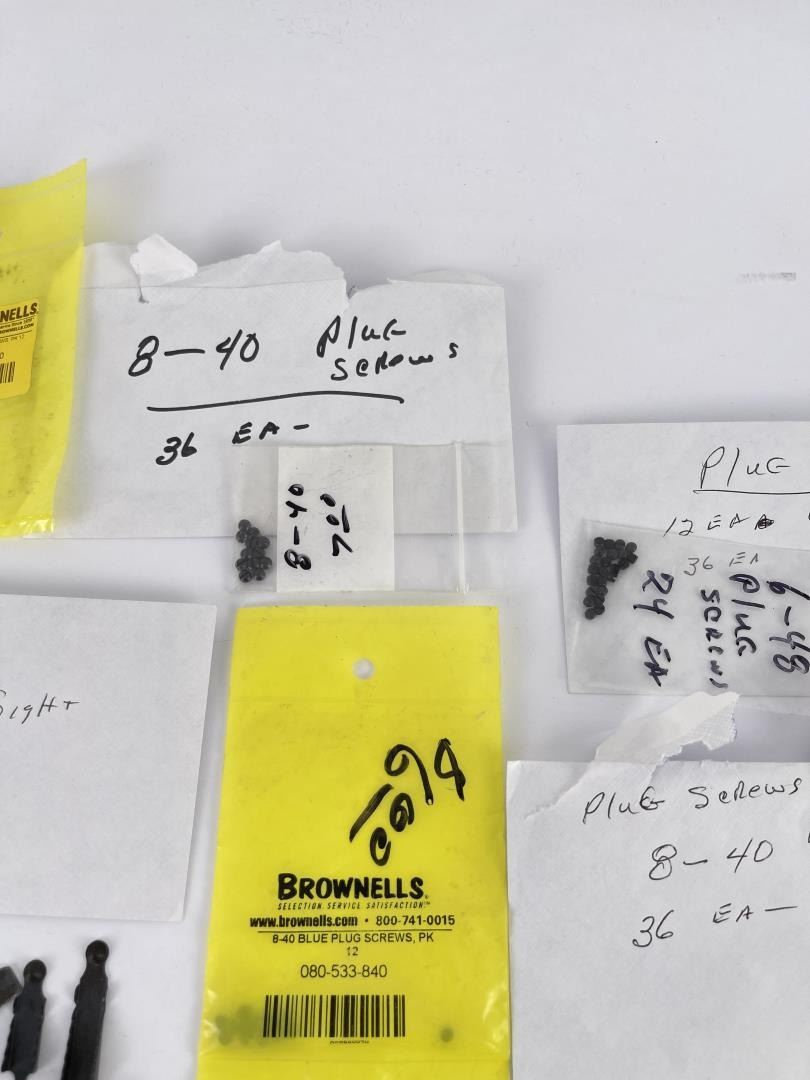 NELLS
8-40 Plug
Screws
36 EA-
8-40
Plug
12 EA
36 EA
6-48
Plug
Screws
24 EA
Sight
BROWNELLS
SELECTION. SERVICE. SATISFACTION.™
www.brownells.com • 800-741-0015
8-40 BLUE PLUG SCREWS, PK
12
080-533-840
Plug Screws
8-40
36 EA-